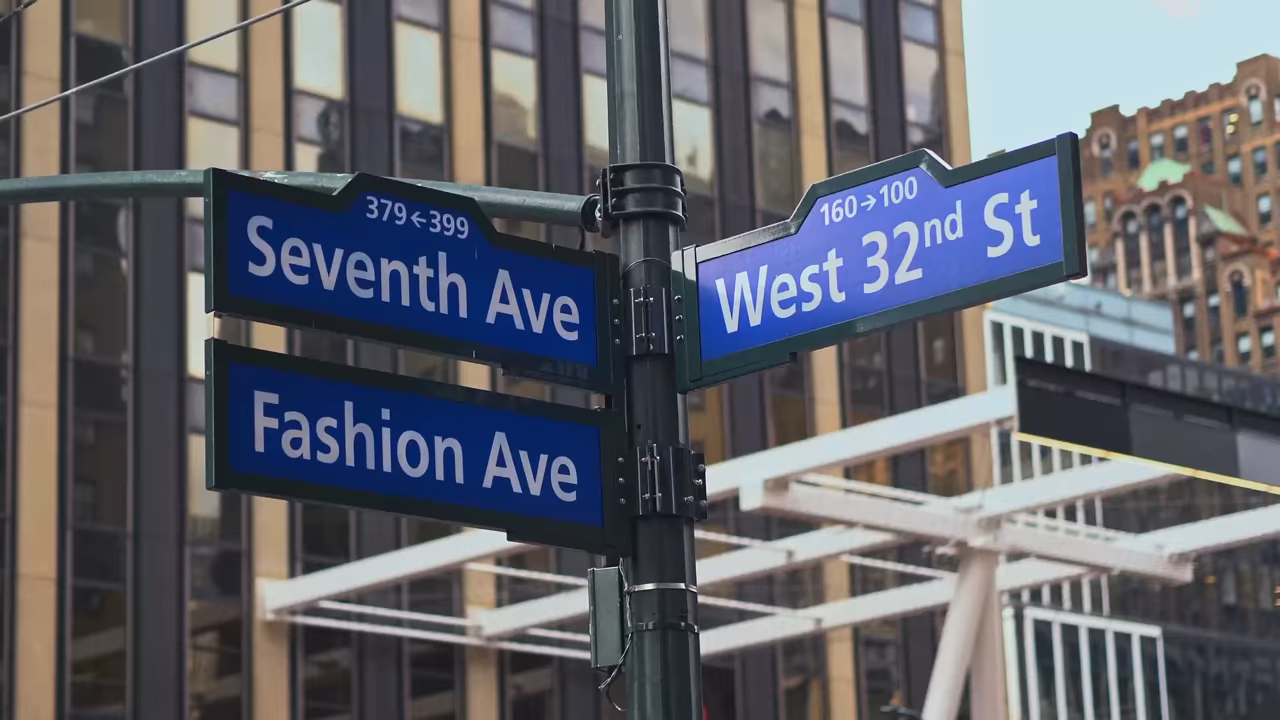 379←399
Seventh Ave
Fashion Ave
160→100
West 32nd St